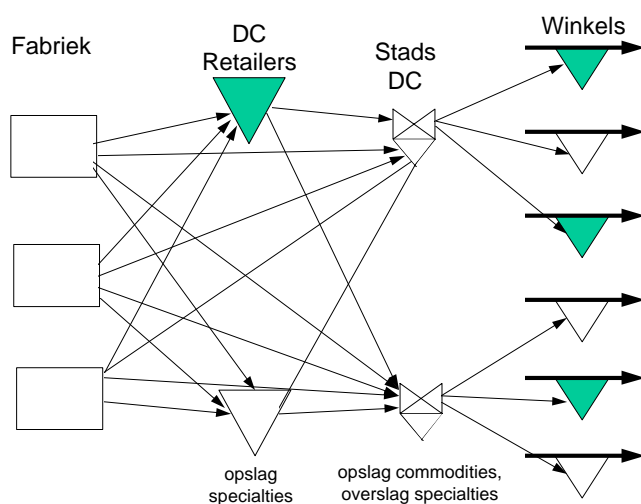 Fabriek
DC
Retailers
Stads
DC
Winkels
opslag
specialties
opslag commodities,
overslag specialties